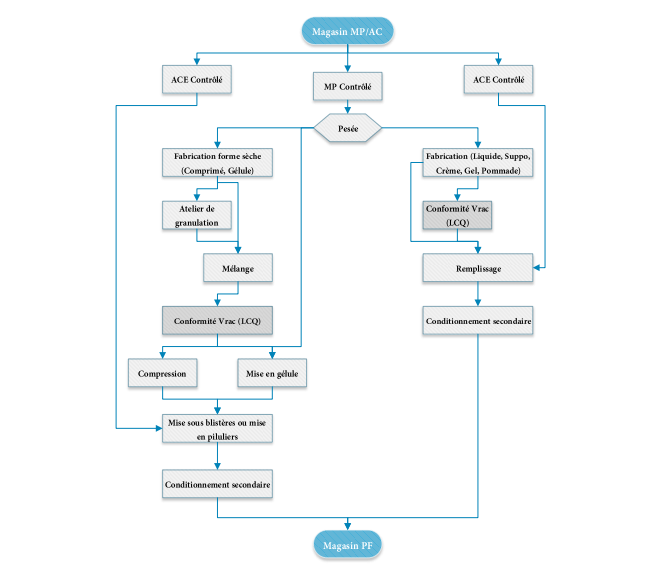 Magasin MP/AC
ACE Contrôlé
MP Contrôlé
ACE Contrôlé
Pesée
Fabrication forme sèche
(Comprimé, Gélule)
Fabrication (Liquide, Suppo,
Crème, Gel, Pommade)
Atelier de
granulation
Conformité Vrac
(LCQ)
Mélange
Remplissage
Conformité Vrac (LCQ)
Conditionnement secondaire
Compression
Mise en gélule
Mise sous blistères ou mise
en piluliers
Conditionnement secondaire
Magasin PF